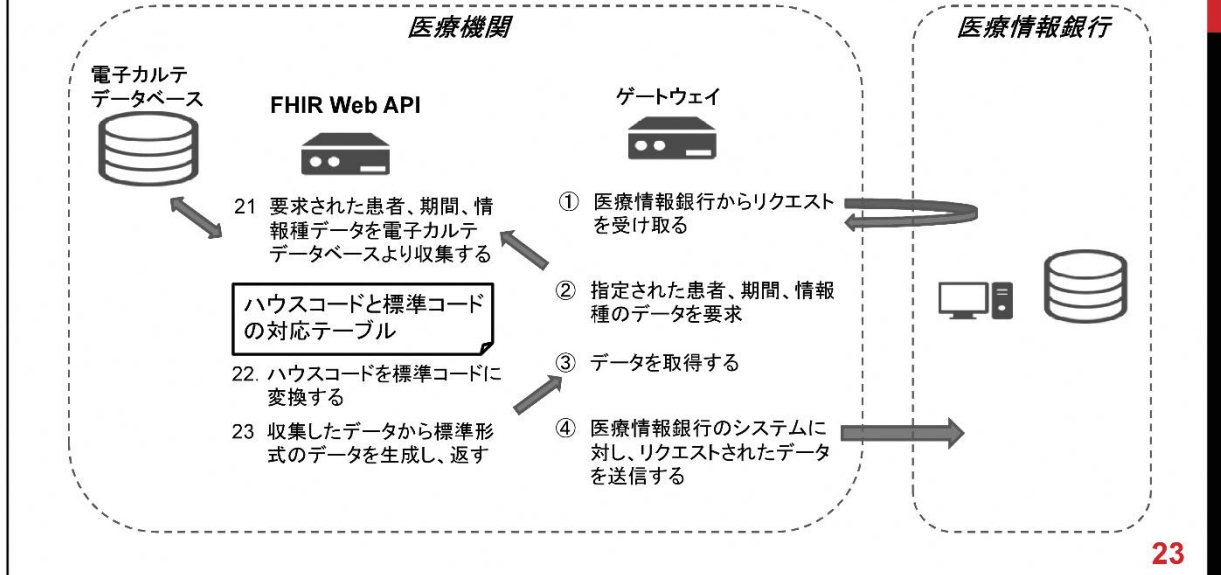 医療機関
医療情報銀行
電子カルテ
データベース
FHIR Web API
ゲートウェイ
21 要求された患者、期間、情
報種データを電子カルテ
データベースより収集する
ハウスコードと標準コード
の対応テーブル
22. ハウスコードを標準コードに
変換する
23 収集したデータから標準形
式のデータを生成し、返す
① 医療情報銀行からリクエスト
を受け取る
② 指定された患者、期間、情報
種のデータを要求
③ データを取得する
④ 医療情報銀行のシステムに
対し、リクエストされたデータ
を送信する
23